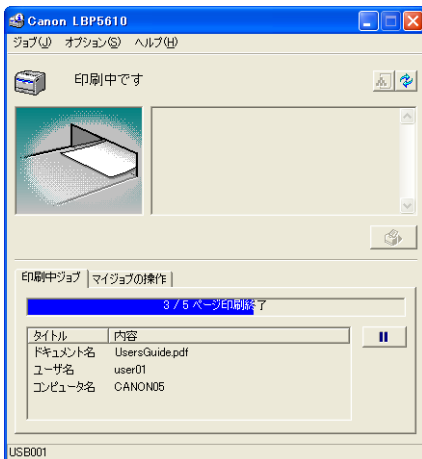 Canon LBP5610
ジョブ(J) オプション(S) ヘルプ(H)
印刷中です
印刷中ジョブ マイジョブの操作
3 / 5 ページ印刷終了
タイトル 内容
ドキュメント名 UsersGuide.pdf
ユーザ名 user01
コンピュータ名 CANON05
USB001